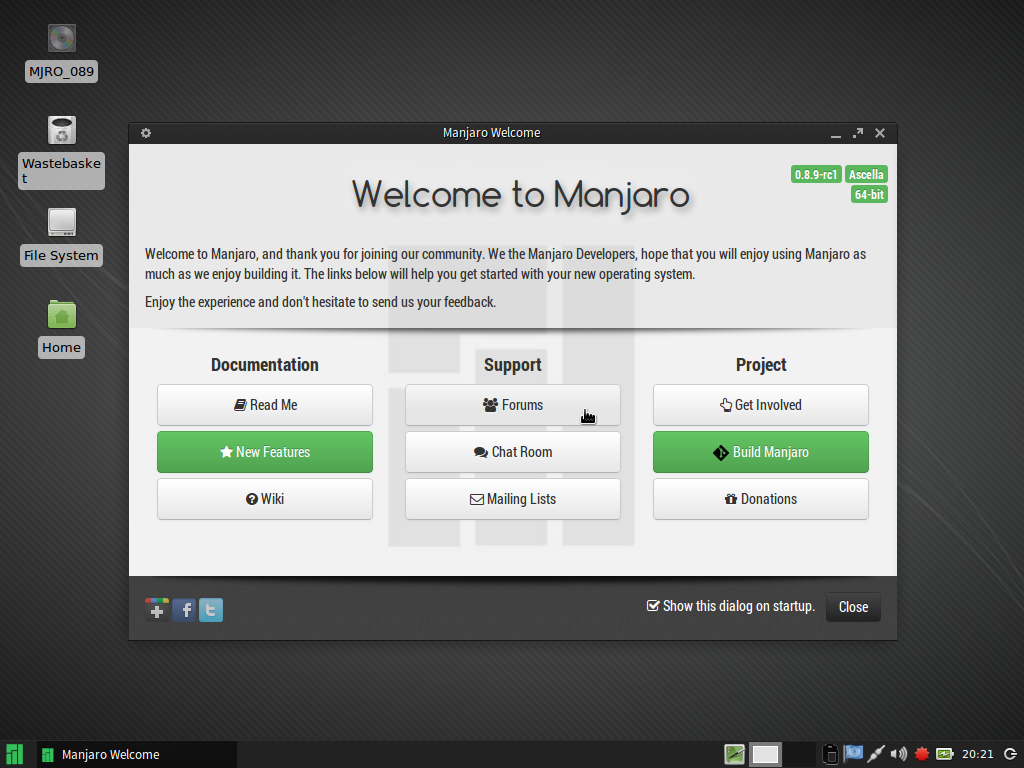 MJRO_089
Wastebaske
t
File System
Home
Manjaro Welcome
Welcome to Manjaro
0.8.9-rc1 Ascella
64-bit
Welcome to Manjaro, and thank you for joining our community. We the Manjaro Developers, hope that you will enjoy using Manjaro as
much as we enjoy building it. The links below will help you get started with your new operating system.
Enjoy the experience and don't hesitate to send us your feedback.
Documentation
Read Me
New Features
Wiki
Support
Forums
Chat Room
Mailing Lists
Project
Get Involved
Build Manjaro
Donations
Show this dialog on startup.
Close
Manjaro Welcome
20:21